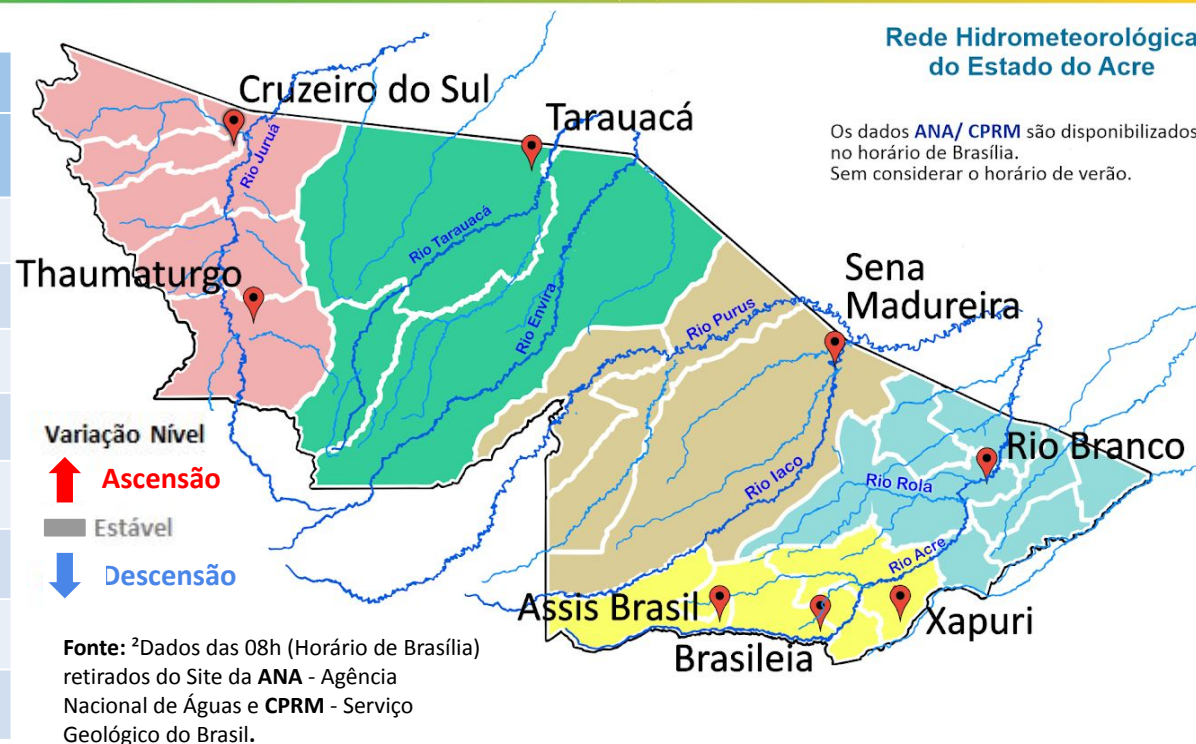 Rede Hidrometeorológica
do Estado do Acre
Os dados ANA/ CPRM são disponibilizados
no horário de Brasília.
Sem considerar o horário de verão.
Cruzeiro do Sul
Tarauacá
Rio Juruá
Rio Tarauacá
Thaumaturgo
Rio Envira
Sena
Madureira
Rio Purus
Variação Nível
Ascensão
Estável
Descensão
Rio Branco
Rio Iaco
Rio Rola
Rio Acre
Assis Brasil
Xapuri
Brasileia
Fonte: ²Dados das 08h (Horário de Brasília)
retirados do Site da ANA - Agência
Nacional de Águas e CPRM - Serviço
Geológico do Brasil.